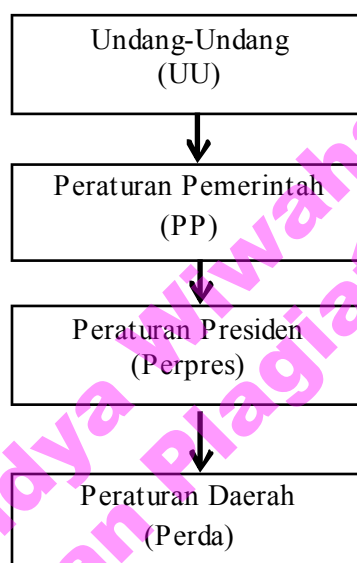 Undang-Undang
(UU)
Peraturan Pemerintah
(PP)
Peraturan Presiden
(Perpres)
Peraturan Daerah
(Perda)